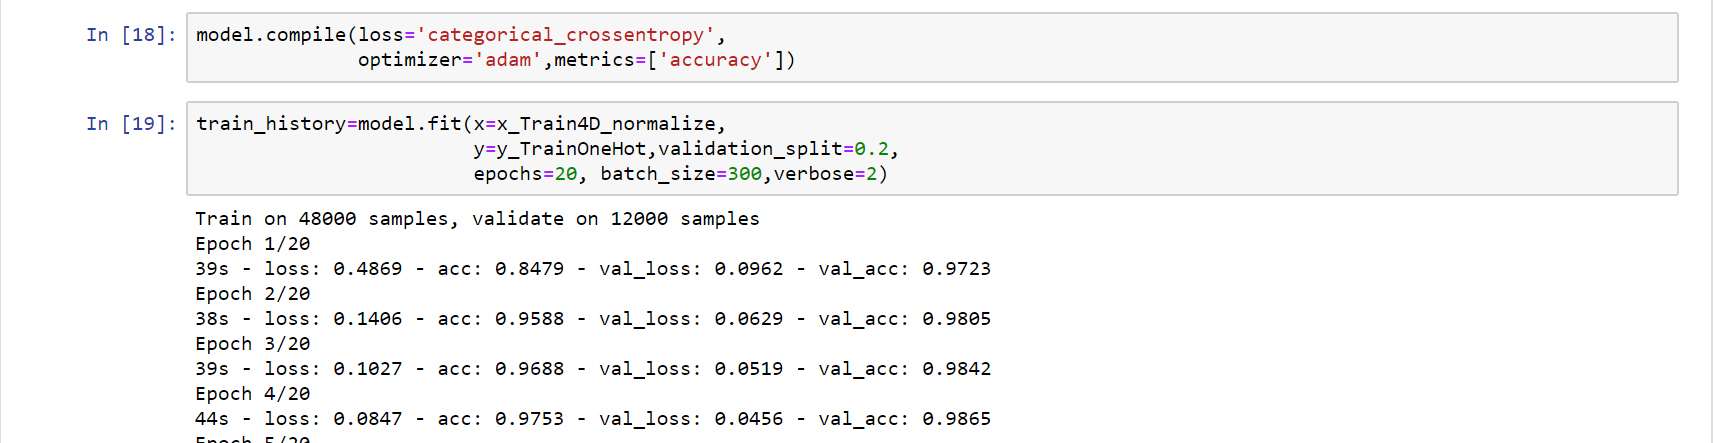 In [18]: model.compile(loss='categorical_crossentropy',
optimizer='adam',metrics=['accuracy'])
In [19]: train_history=model.fit(x=x_Train4D_normalize,
y=y_TrainOneHot,validation_split=0.2,
epochs=20, batch_size=300,verbose=2)
Train on 48000 samples, validate on 12000 samples
Epoch 1/20
39s - loss: 0.4869 - acc: 0.8479 - val_loss: 0.0962 - val_acc: 0.9723
Epoch 2/20
38s - loss: 0.1406 - acc: 0.9588 - val_loss: 0.0629 - val_acc: 0.9805
Epoch 3/20
39s - loss: 0.1027 - acc: 0.9688 - val_loss: 0.0519 - val_acc: 0.9842
Epoch 4/20
44s - loss: 0.0847 - acc: 0.9753 - val_loss: 0.0456 - val_acc: 0.9865
Epoch 5/20